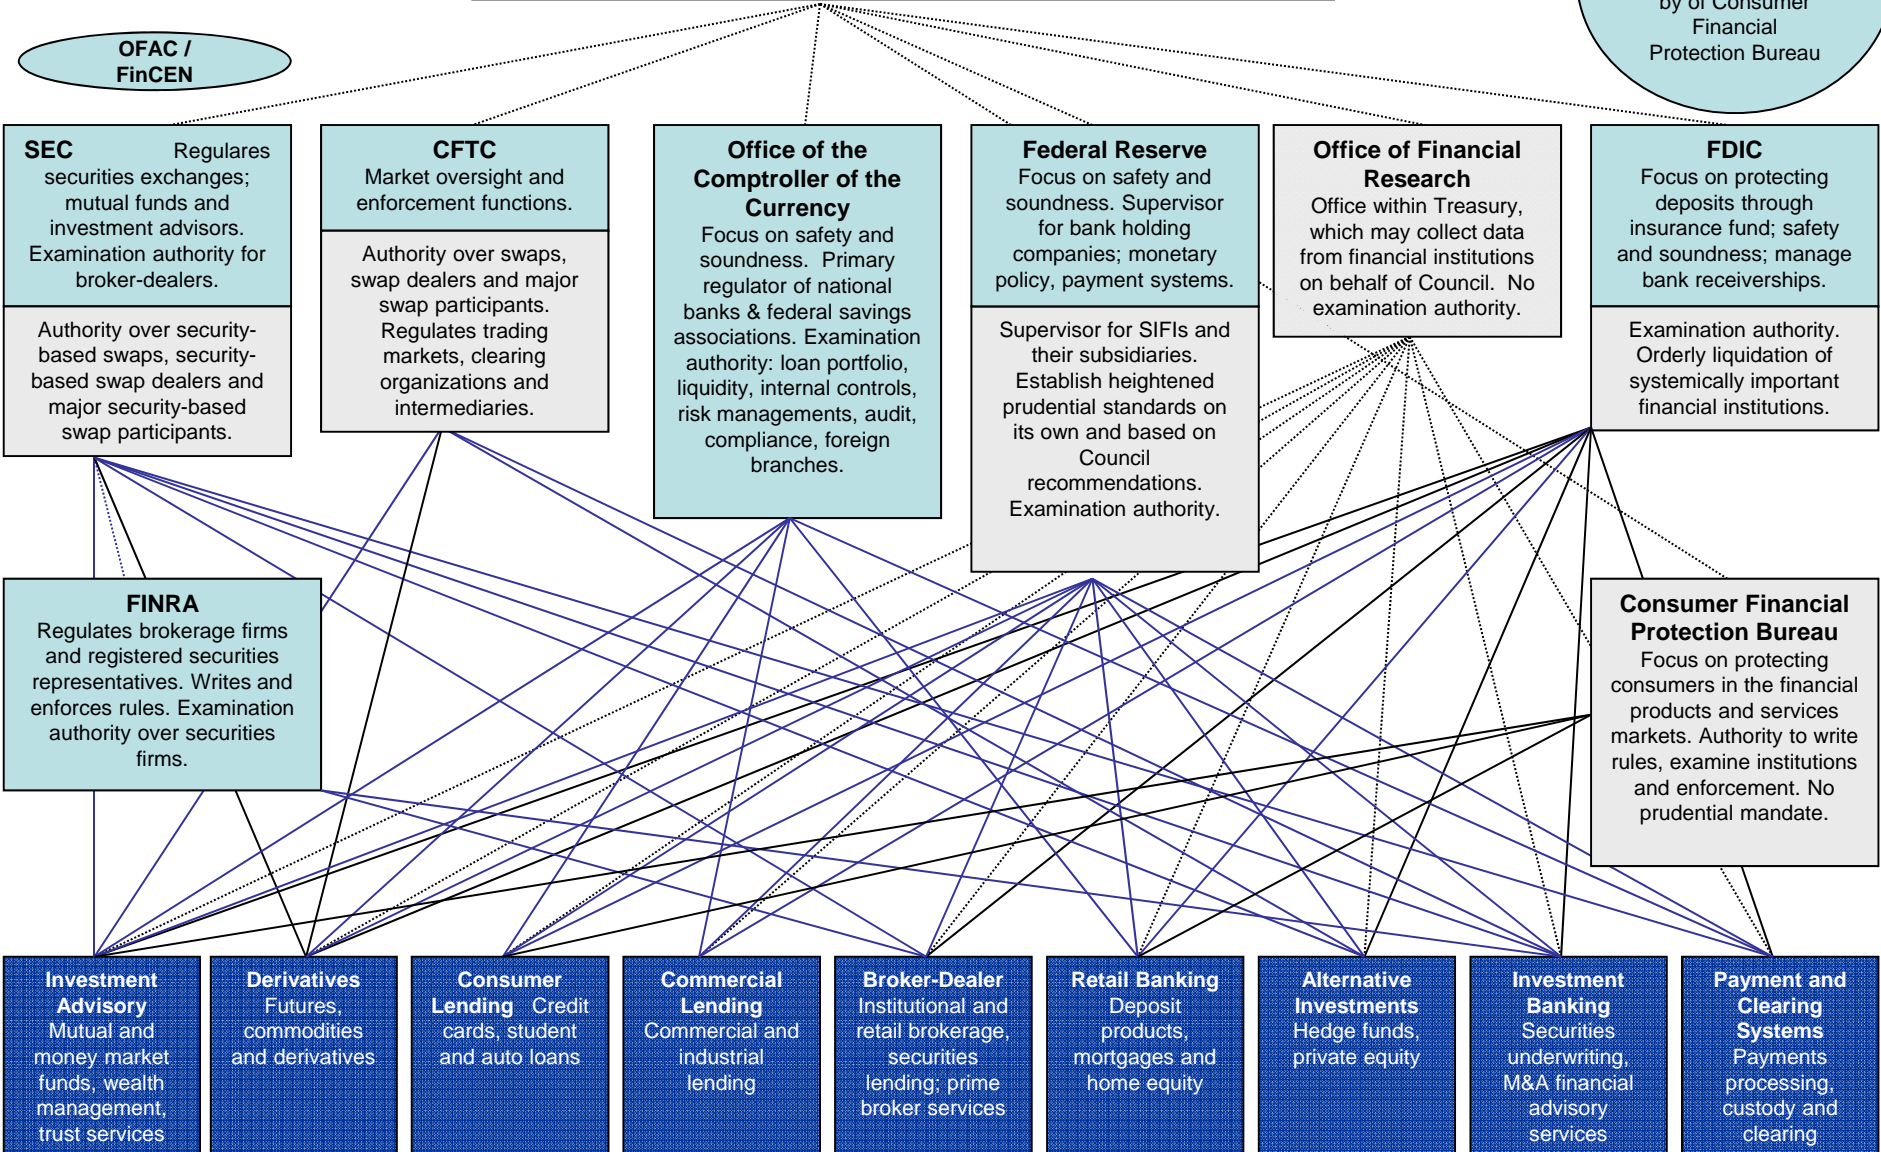 by of Consumer
Financial
Protection Bureau
OFAC /
FinCEN
SEC Regulares
securities exchanges;
mutual funds and
investment advisors.
Examination authority for
broker-dealers.
Authority over security-
based swaps, security-
based swap dealers and
major security-based
swap participants.
CFTC
Market oversight and
enforcement functions.
Authority over swaps,
swap dealers and major
swap participants.
Regulates trading
markets, clearing
organizations and
intermediaries.
Office of the
Comptroller of the
Currency
Focus on safety and
soundness. Primary
regulator of national
banks & federal savings
associations. Examination
authority: loan portfolio,
liquidity, internal controls,
risk managements, audit,
compliance, foreign
branches.
Federal Reserve
Focus on safety and
soundness. Supervisor
for bank holding
companies; monetary
policy, payment systems.
Supervisor for SIFIs and
their subsidiaries.
Establish heightened
prudential standards on
its own and based on
Council
recommendations.
Examination authority.
Office of Financial
Research
Office within Treasury,
which may collect data
from financial institutions
on behalf of Council. No
examination authority.
FDIC
Focus on protecting
deposits through
insurance fund; safety
and soundness; manage
bank receiverships.
Examination authority.
Orderly liquidation of
systemically important
financial institutions.
FINRA
Regulates brokerage firms
and registered securities
representatives. Writes and
enforces rules. Examination
authority over securities
firms.
Consumer Financial
Protection Bureau
Focus on protecting
consumers in the financial
products and services
markets. Authority to write
rules, examine institutions
and enforcement. No
prudential mandate.
Investment
Advisory
Mutual and
money market
funds, wealth
management,
trust services
Derivatives
Futures,
commodities
and derivatives
Consumer
Lending Credit
cards, student
and auto loans
Commercial
Lending
Commercial and
industrial
lending
Broker-Dealer
Institutional and
retail brokerage,
securities
lending; prime
broker services
Retail Banking
Deposit
products,
mortgages and
home equity
Alternative
Investments
Hedge funds,
private equity
Investment
Banking
Securities
underwriting,
M&A financial
advisory
services
Payment and
Clearing
Systems
Payments
processing,
custody and
clearing